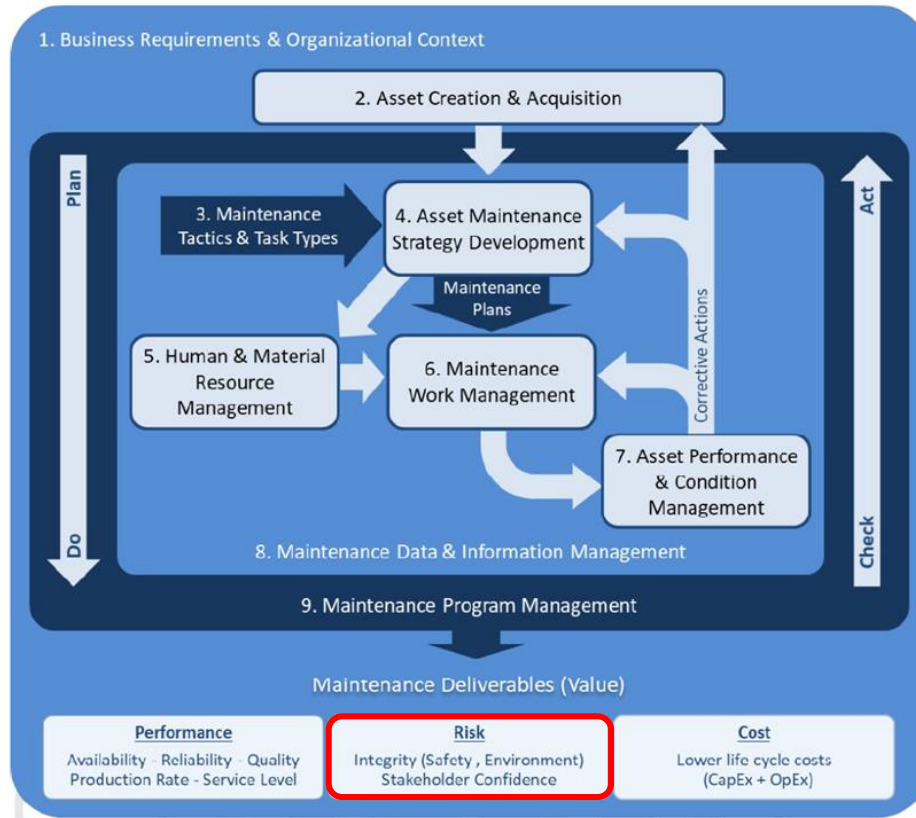 1. Business Requirements & Organizational Context
2. Asset Creation & Acquisition
Plan
Act
3. Maintenance
Tactics & Task Types
4. Asset Maintenance
Strategy Development
Maintenance
Plans
5. Human & Material
Resource
Management
6. Maintenance
Work Management
Corrective Actions
7. Asset Performance
& Condition
Management
Do
Check
8. Maintenance Data & Information Management
9. Maintenance Program Management
Maintenance Deliverables (Value)
Performance
Availability - Reliability - Quality
Production Rate - Service Level
Risk
Integrity (Safety , Environment)
Stakeholder Confidence
Cost
Lower life cycle costs
(CapEx + OpEx)